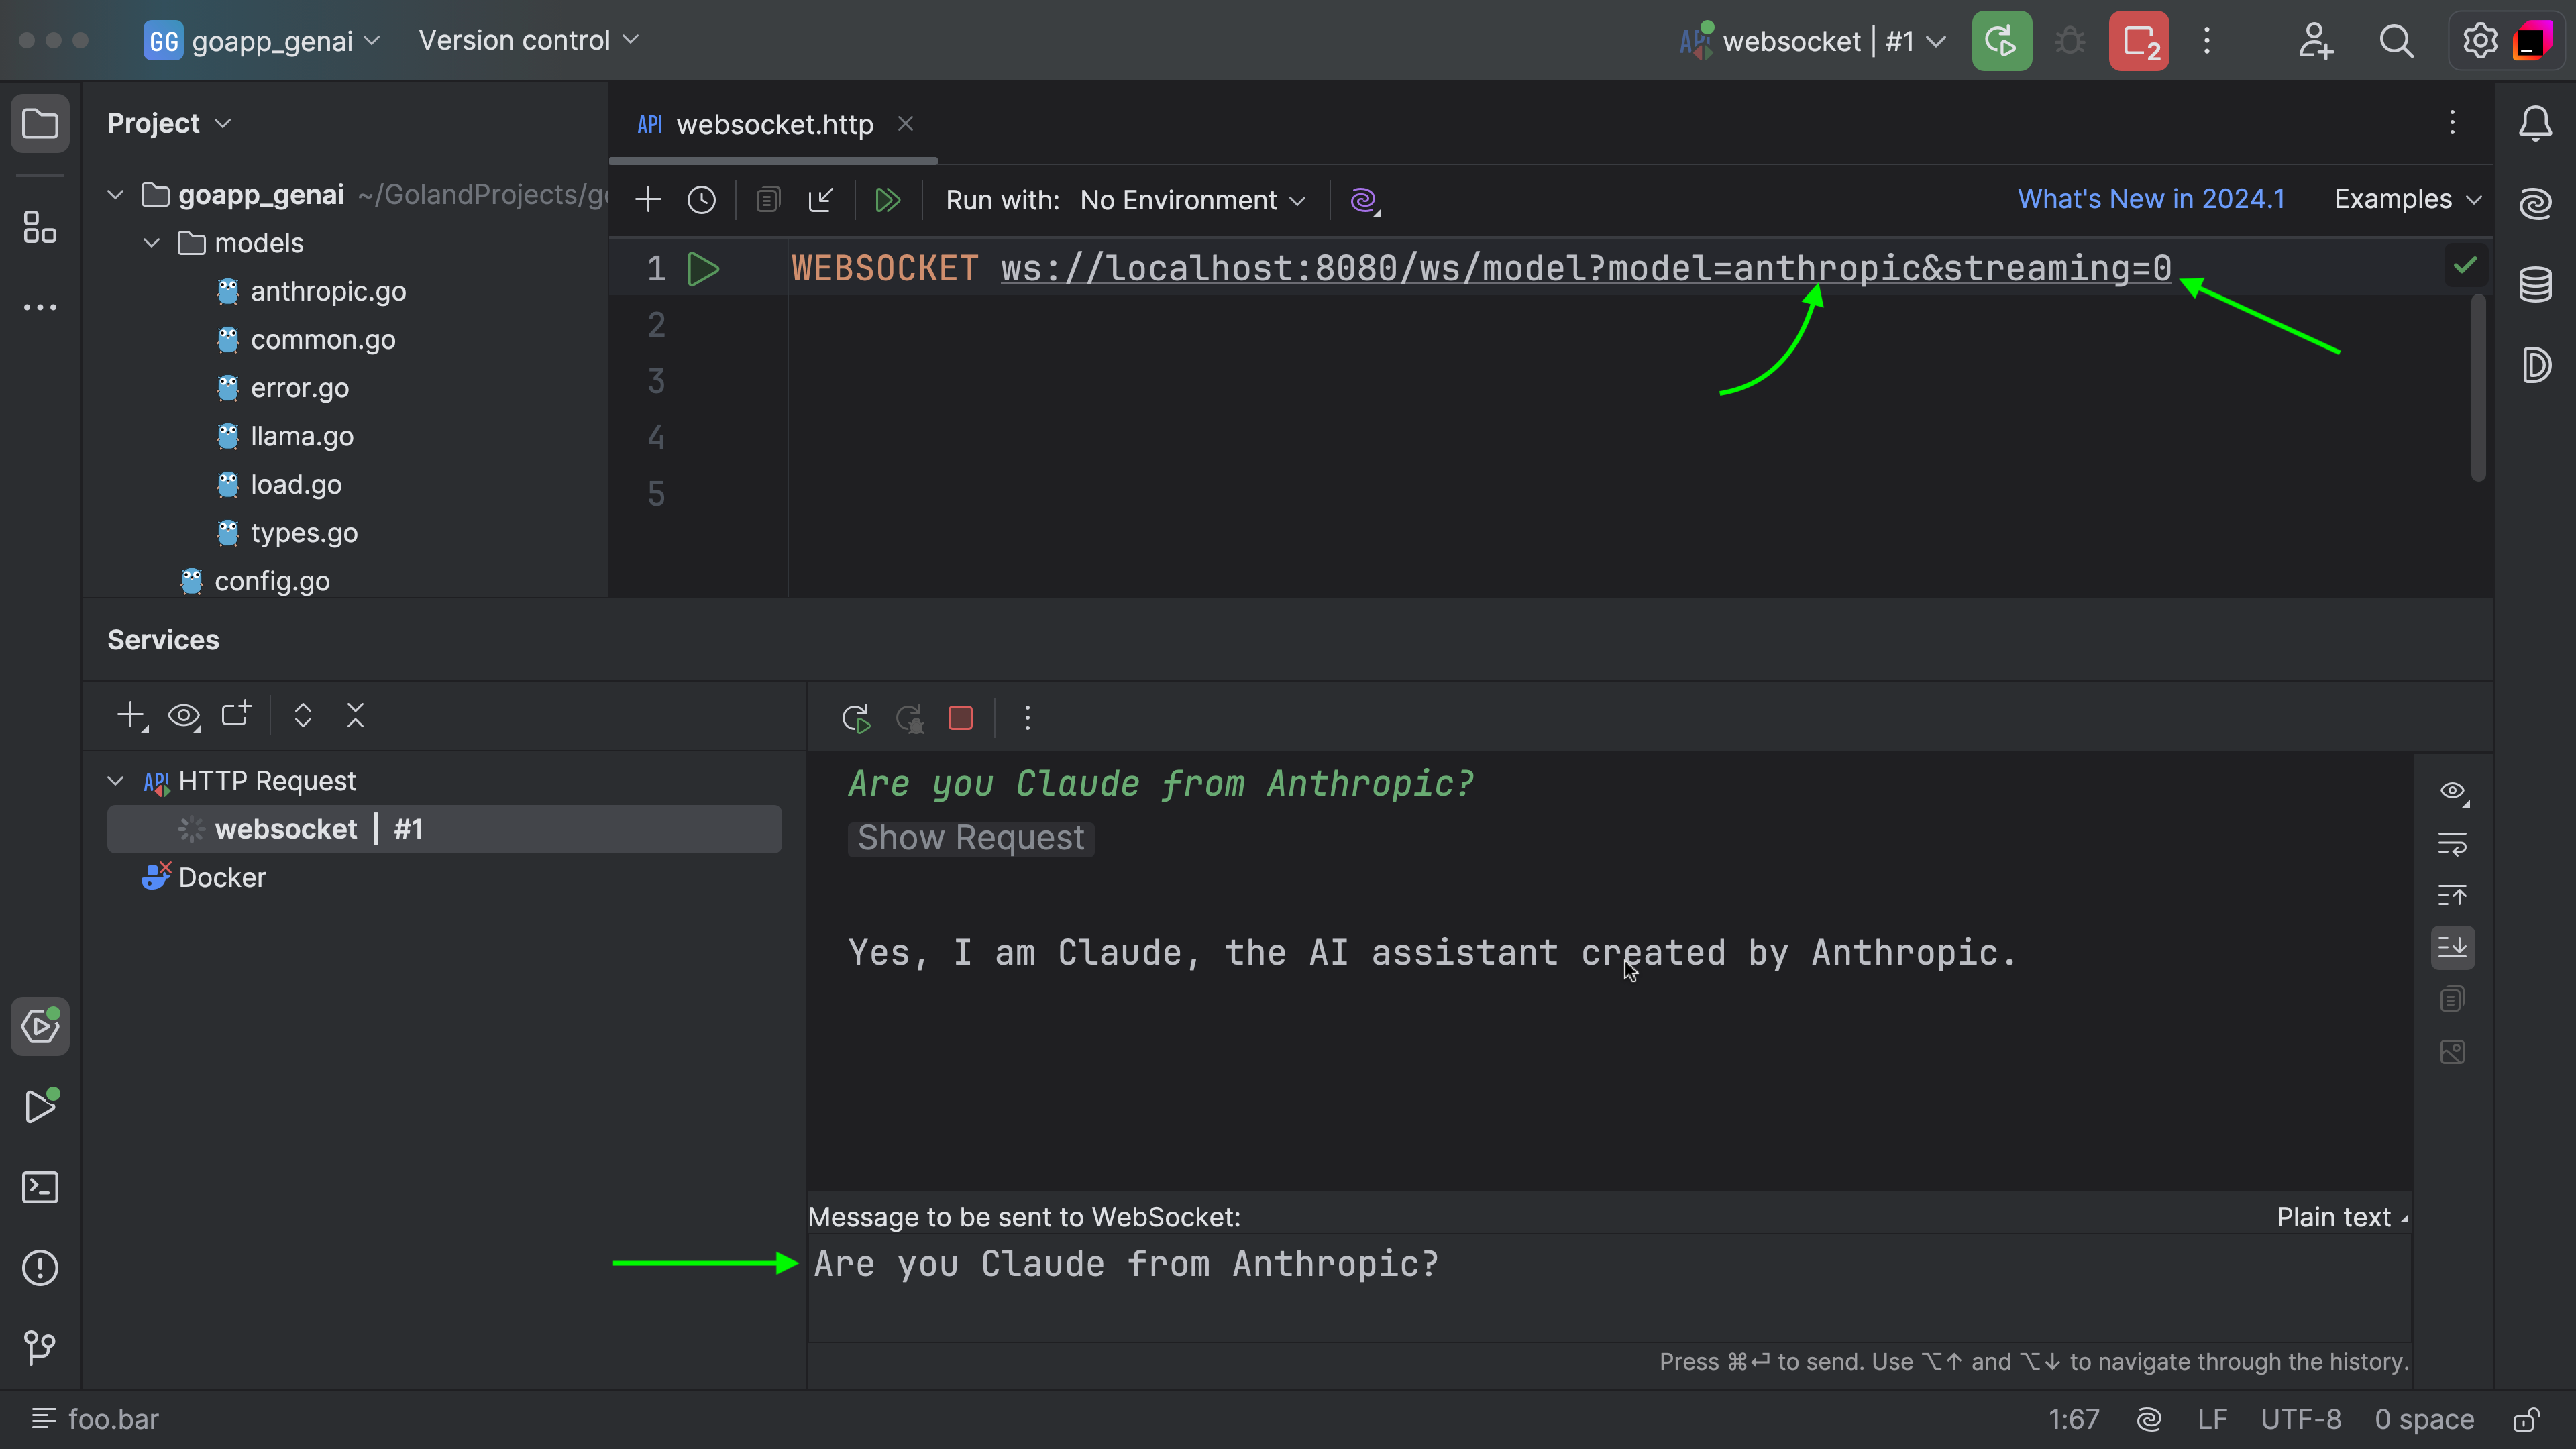 GG goapp_genai Version control websocket | #1 2
Project
API websocket.http
goapp_genai ~/GolandProjects/g
Run with: No Environment What's New in 2024.1 Examples
models
anthropic.go
common.go
error.go
llama.go
load.go
types.go
config.go
1 WEBSOCKET ws://localhost:8080/ws/model?model=anthropic&streaming=0
2
3
4
5
Services
API HTTP Request
websocket | #1
Docker
Are you Claude from Anthropic?
Show Request
Yes, I am Claude, the AI assistant created by Anthropic.
Message to be sent to WebSocket: Plain text
Are you Claude from Anthropic?
Press ⌘↩ to send. Use ⌥↑ and ⌥↓ to navigate through the history.
foo.bar 1:67 LF UTF-8 0 space